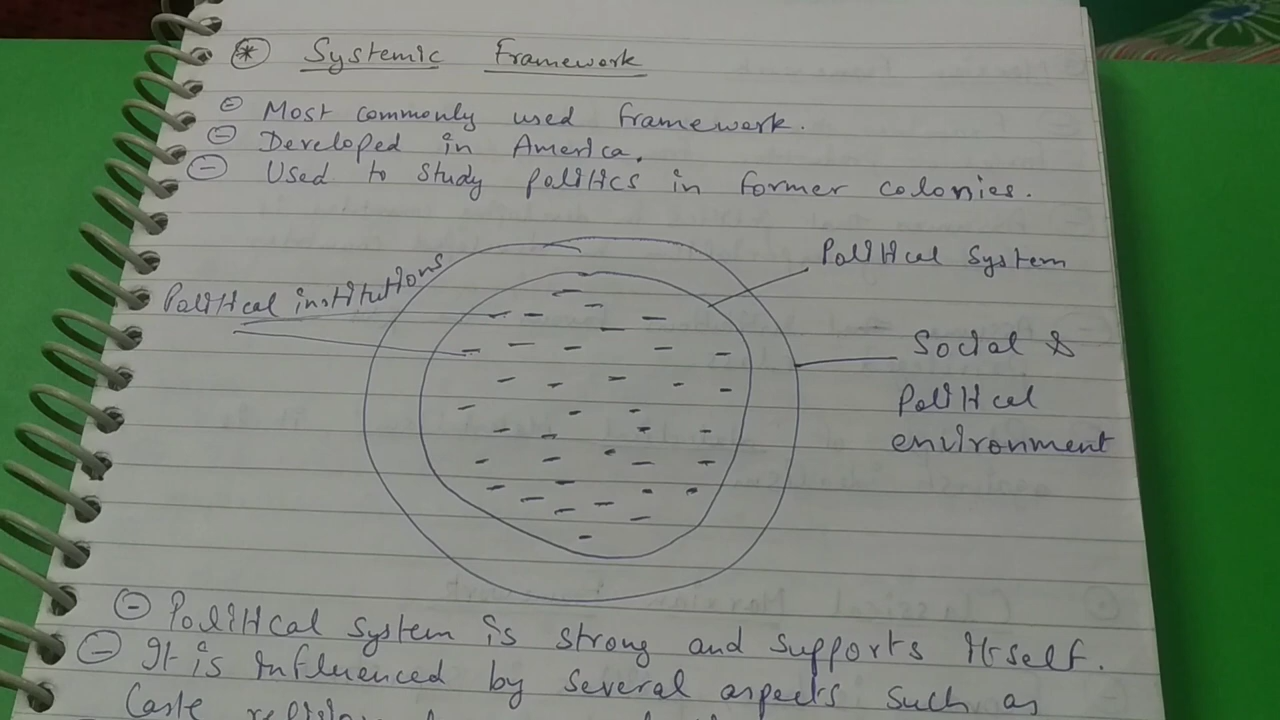 * Systemic Framework
- Most commonly used framework.
- Developed in America.
- Used to study politics in former colonies.
Political institutions
Political System
Social &
Political
environment
- Political system is strong and supports itself.
- It is influenced by several aspects such as
Caste